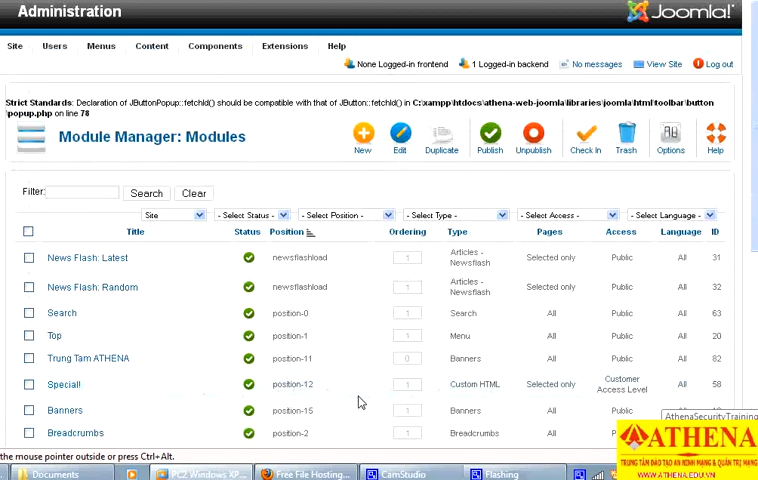 Administration
Joomla!
Site Users Menus Content Components Extensions Help
None Logged-in frontend 1 Logged-in backend No messages View Site Log out
Strict Standards: Declaration of JButtonPopup::fetchId() should be compatible with that of JButton::fetchId() in C:\xampp\htdocs\athena-web-joomla\libraries\joomla\html\toolbar\button
\popup.php on line 78
Module Manager: Modules
New Edit Duplicate Publish Unpublish Check In Trash Options Help
Filter: Search Clear
Site - Select Status - - Select Position - - Select Type - - Select Access - - Select Language -
Title Status Position Ordering Type Pages Access Language ID
News Flash: Latest newsflashload 1 Articles - Newsflash Selected only Public All 31
News Flash: Random newsflashload 1 Articles - Newsflash Selected only Public All 32
Search position-0 1 Search All Public All 63
Top position-1 1 Menu All Public All 20
Trung Tam ATHENA position-11 0 Banners All Public All 82
Special! position-12 1 Custom HTML Selected only Customer Access Level All 58
Banners position-15 1 Banners All Public All
AthenaSecurityTraining
Breadcrumbs position-2 1 Breadcrumbs All
ATHENA
TRUNG TÂM ĐÀO TẠO AN NINH MẠNG & QUẢN TRỊ MẠNG
WWW.ATHENA.EDU.VN
the mouse pointer outside or press Ctrl+Alt.
Documents PC2 Windows XP... Free File Hosting... CamStudio Flashing